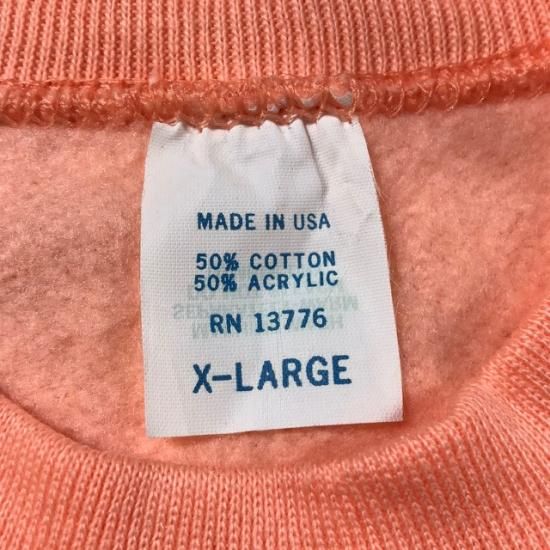 MADE IN USA
50% COTTON
50% ACRYLIC
RN 13776
X-LARGE